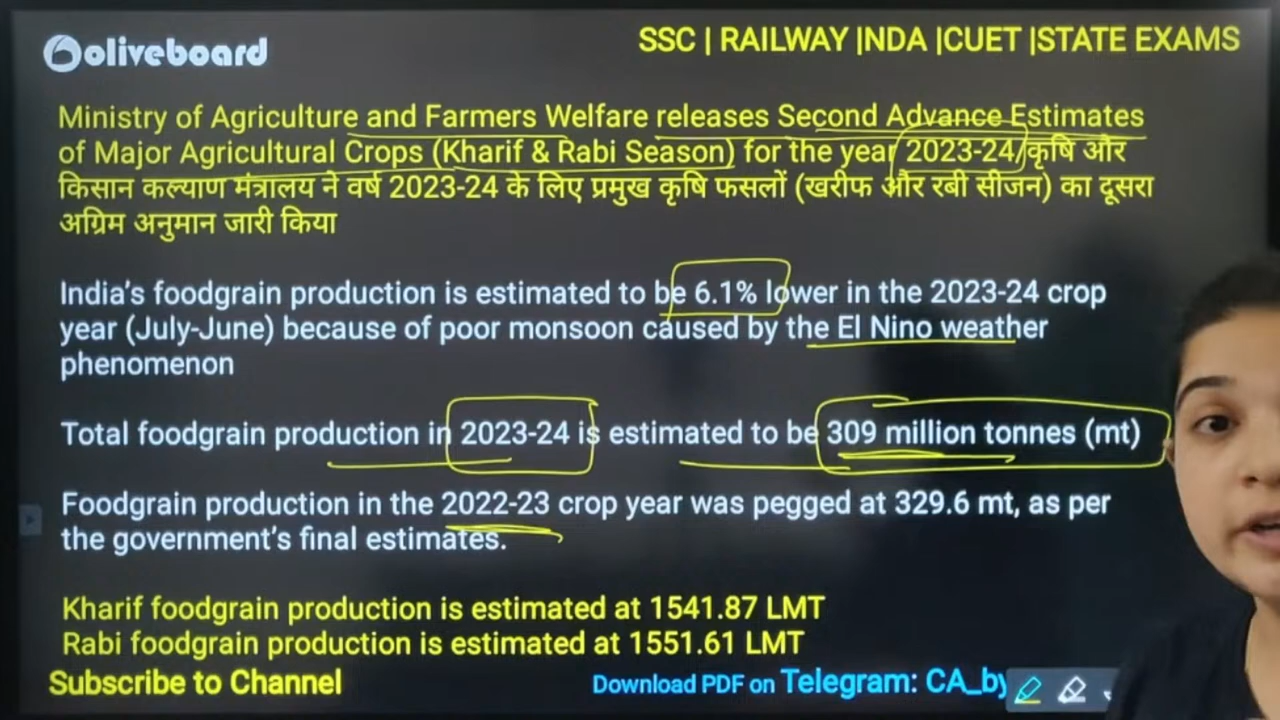 oliveboard
SSC | RAILWAY |NDA |CUET |STATE EXAMS
Ministry of Agriculture and Farmers Welfare releases Second Advance Estimates
of Major Agricultural Crops (Kharif & Rabi Season) for the year 2023-24/कृषि और
किसान कल्याण मंत्रालय ने वर्ष 2023-24 के लिए प्रमुख कृषि फसलों (खरीफ और रबी सीजन) का दूसरा
अग्रिम अनुमान जारी किया
India's foodgrain production is estimated to be 6.1% lower in the 2023-24 crop
year (July-June) because of poor monsoon caused by the El Nino weather
phenomenon
Total foodgrain production in 2023-24 is estimated to be 309 million tonnes (mt)
Foodgrain production in the 2022-23 crop year was pegged at 329.6 mt, as per
the government's final estimates.
Kharif foodgrain production is estimated at 1541.87 LMT
Rabi foodgrain production is estimated at 1551.61 LMT
Subscribe to Channel
Download PDF on Telegram: CA_by